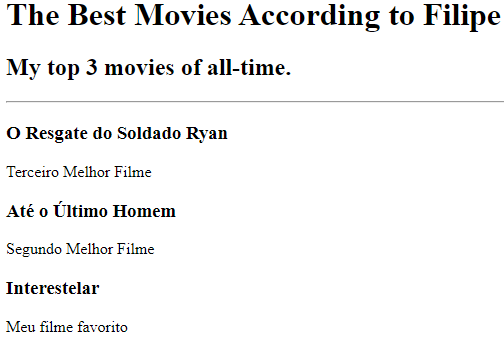 The Best Movies According to Filipe
My top 3 movies of all-time.
O Resgate do Soldado Ryan
Terceiro Melhor Filme
Até o Último Homem
Segundo Melhor Filme
Interestelar
Meu filme favorito